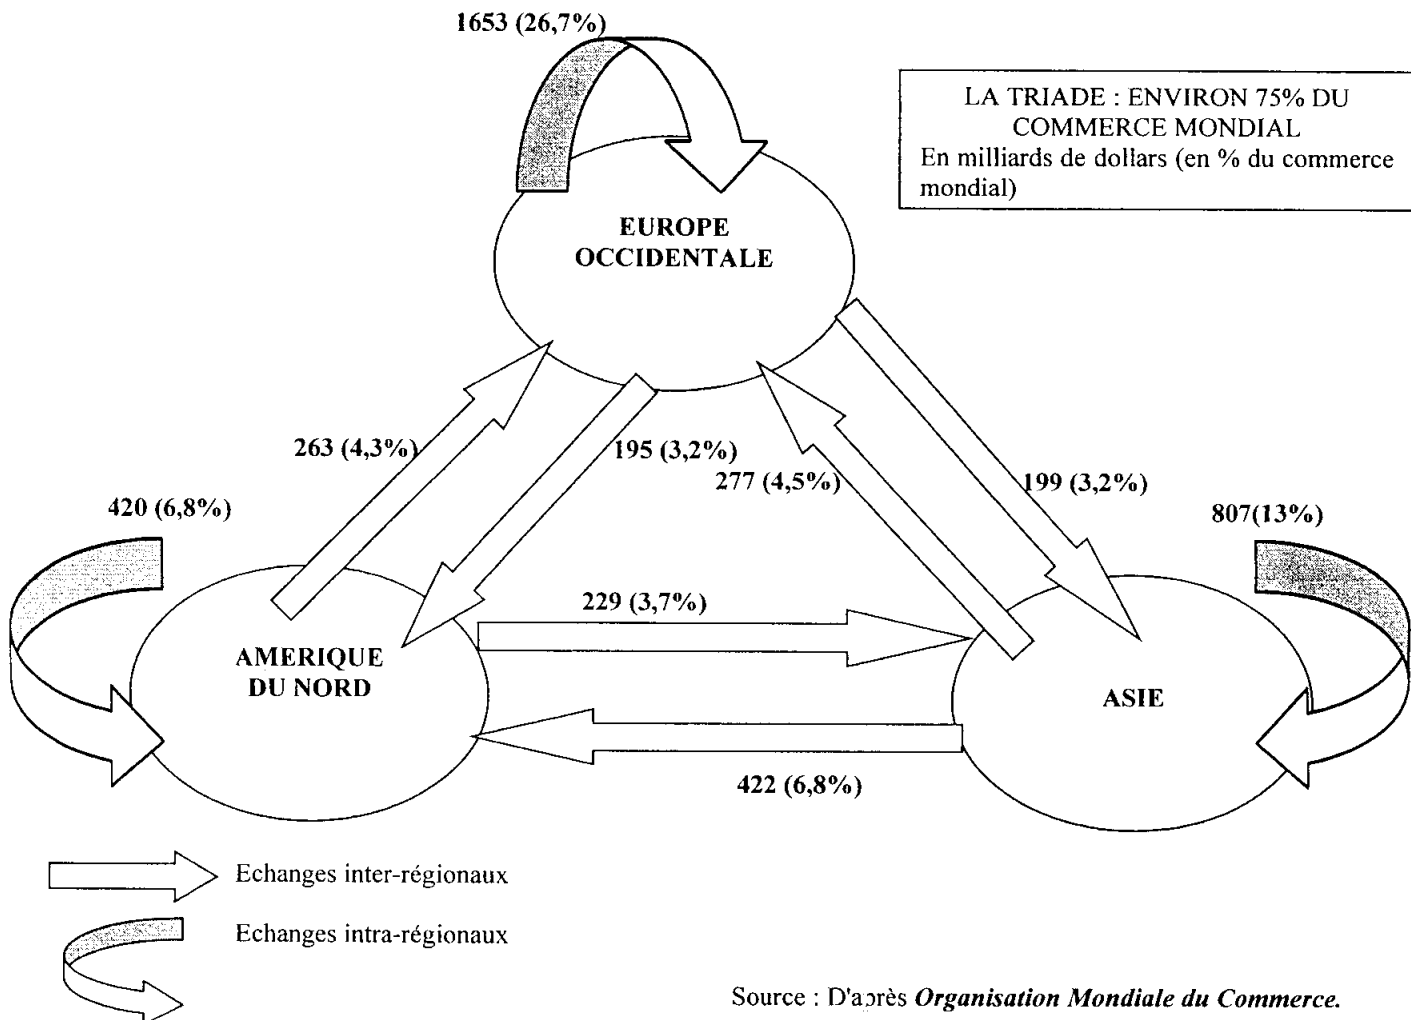 1653 (26,7%)
LA TRIADE : ENVIRON 75% DU
COMMERCE MONDIAL
En milliards de dollars (en % du commerce
mondial)
EUROPE
OCCIDENTALE
263 (4,3%)
195 (3,2%)
277 (4,5%)
199 (3,2%)
420 (6,8%)
807(13%)
229 (3,7%)
AMERIQUE
DU NORD
ASIE
422 (6,8%)
Echanges inter-régionaux
Echanges intra-régionaux
Source : D'après Organisation Mondiale du Commerce.